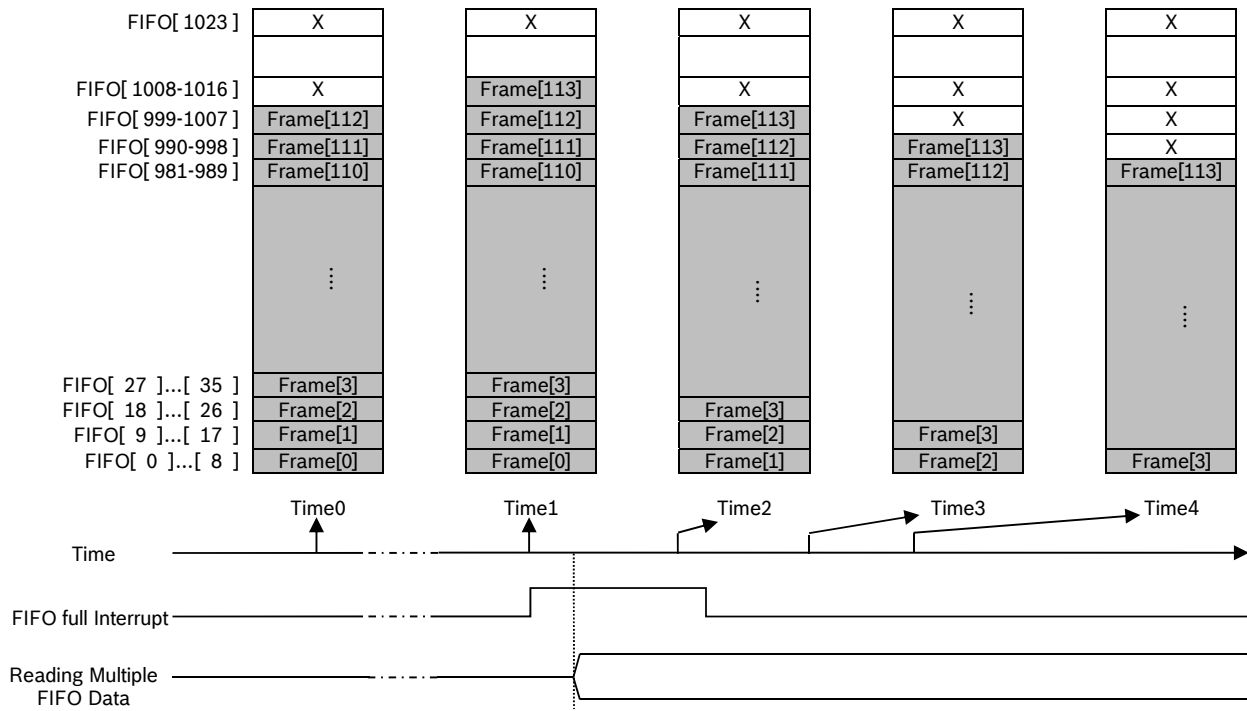 FIFO[ 1023 ] X X X X X
FIFO[ 1008-1016 ] X Frame[113] X X X
FIFO[ 999-1007 ] Frame[112] Frame[112] Frame[113] X X
FIFO[ 990-998 ] Frame[111] Frame[111] Frame[112] Frame[113] X
FIFO[ 981-989 ] Frame[110] Frame[110] Frame[111] Frame[112] Frame[113]
⋮ ⋮ ⋮ ⋮ ⋮
FIFO[ 27 ]...[ 35 ] Frame[3] Frame[3]
FIFO[ 18 ]...[ 26 ] Frame[2] Frame[2] Frame[3]
FIFO[ 9 ]...[ 17 ] Frame[1] Frame[1] Frame[2] Frame[3]
FIFO[ 0 ]...[ 8 ] Frame[0] Frame[0] Frame[1] Frame[2] Frame[3]
Time0 Time1 Time2 Time3 Time4
Time
FIFO full Interrupt
Reading Multiple
FIFO Data